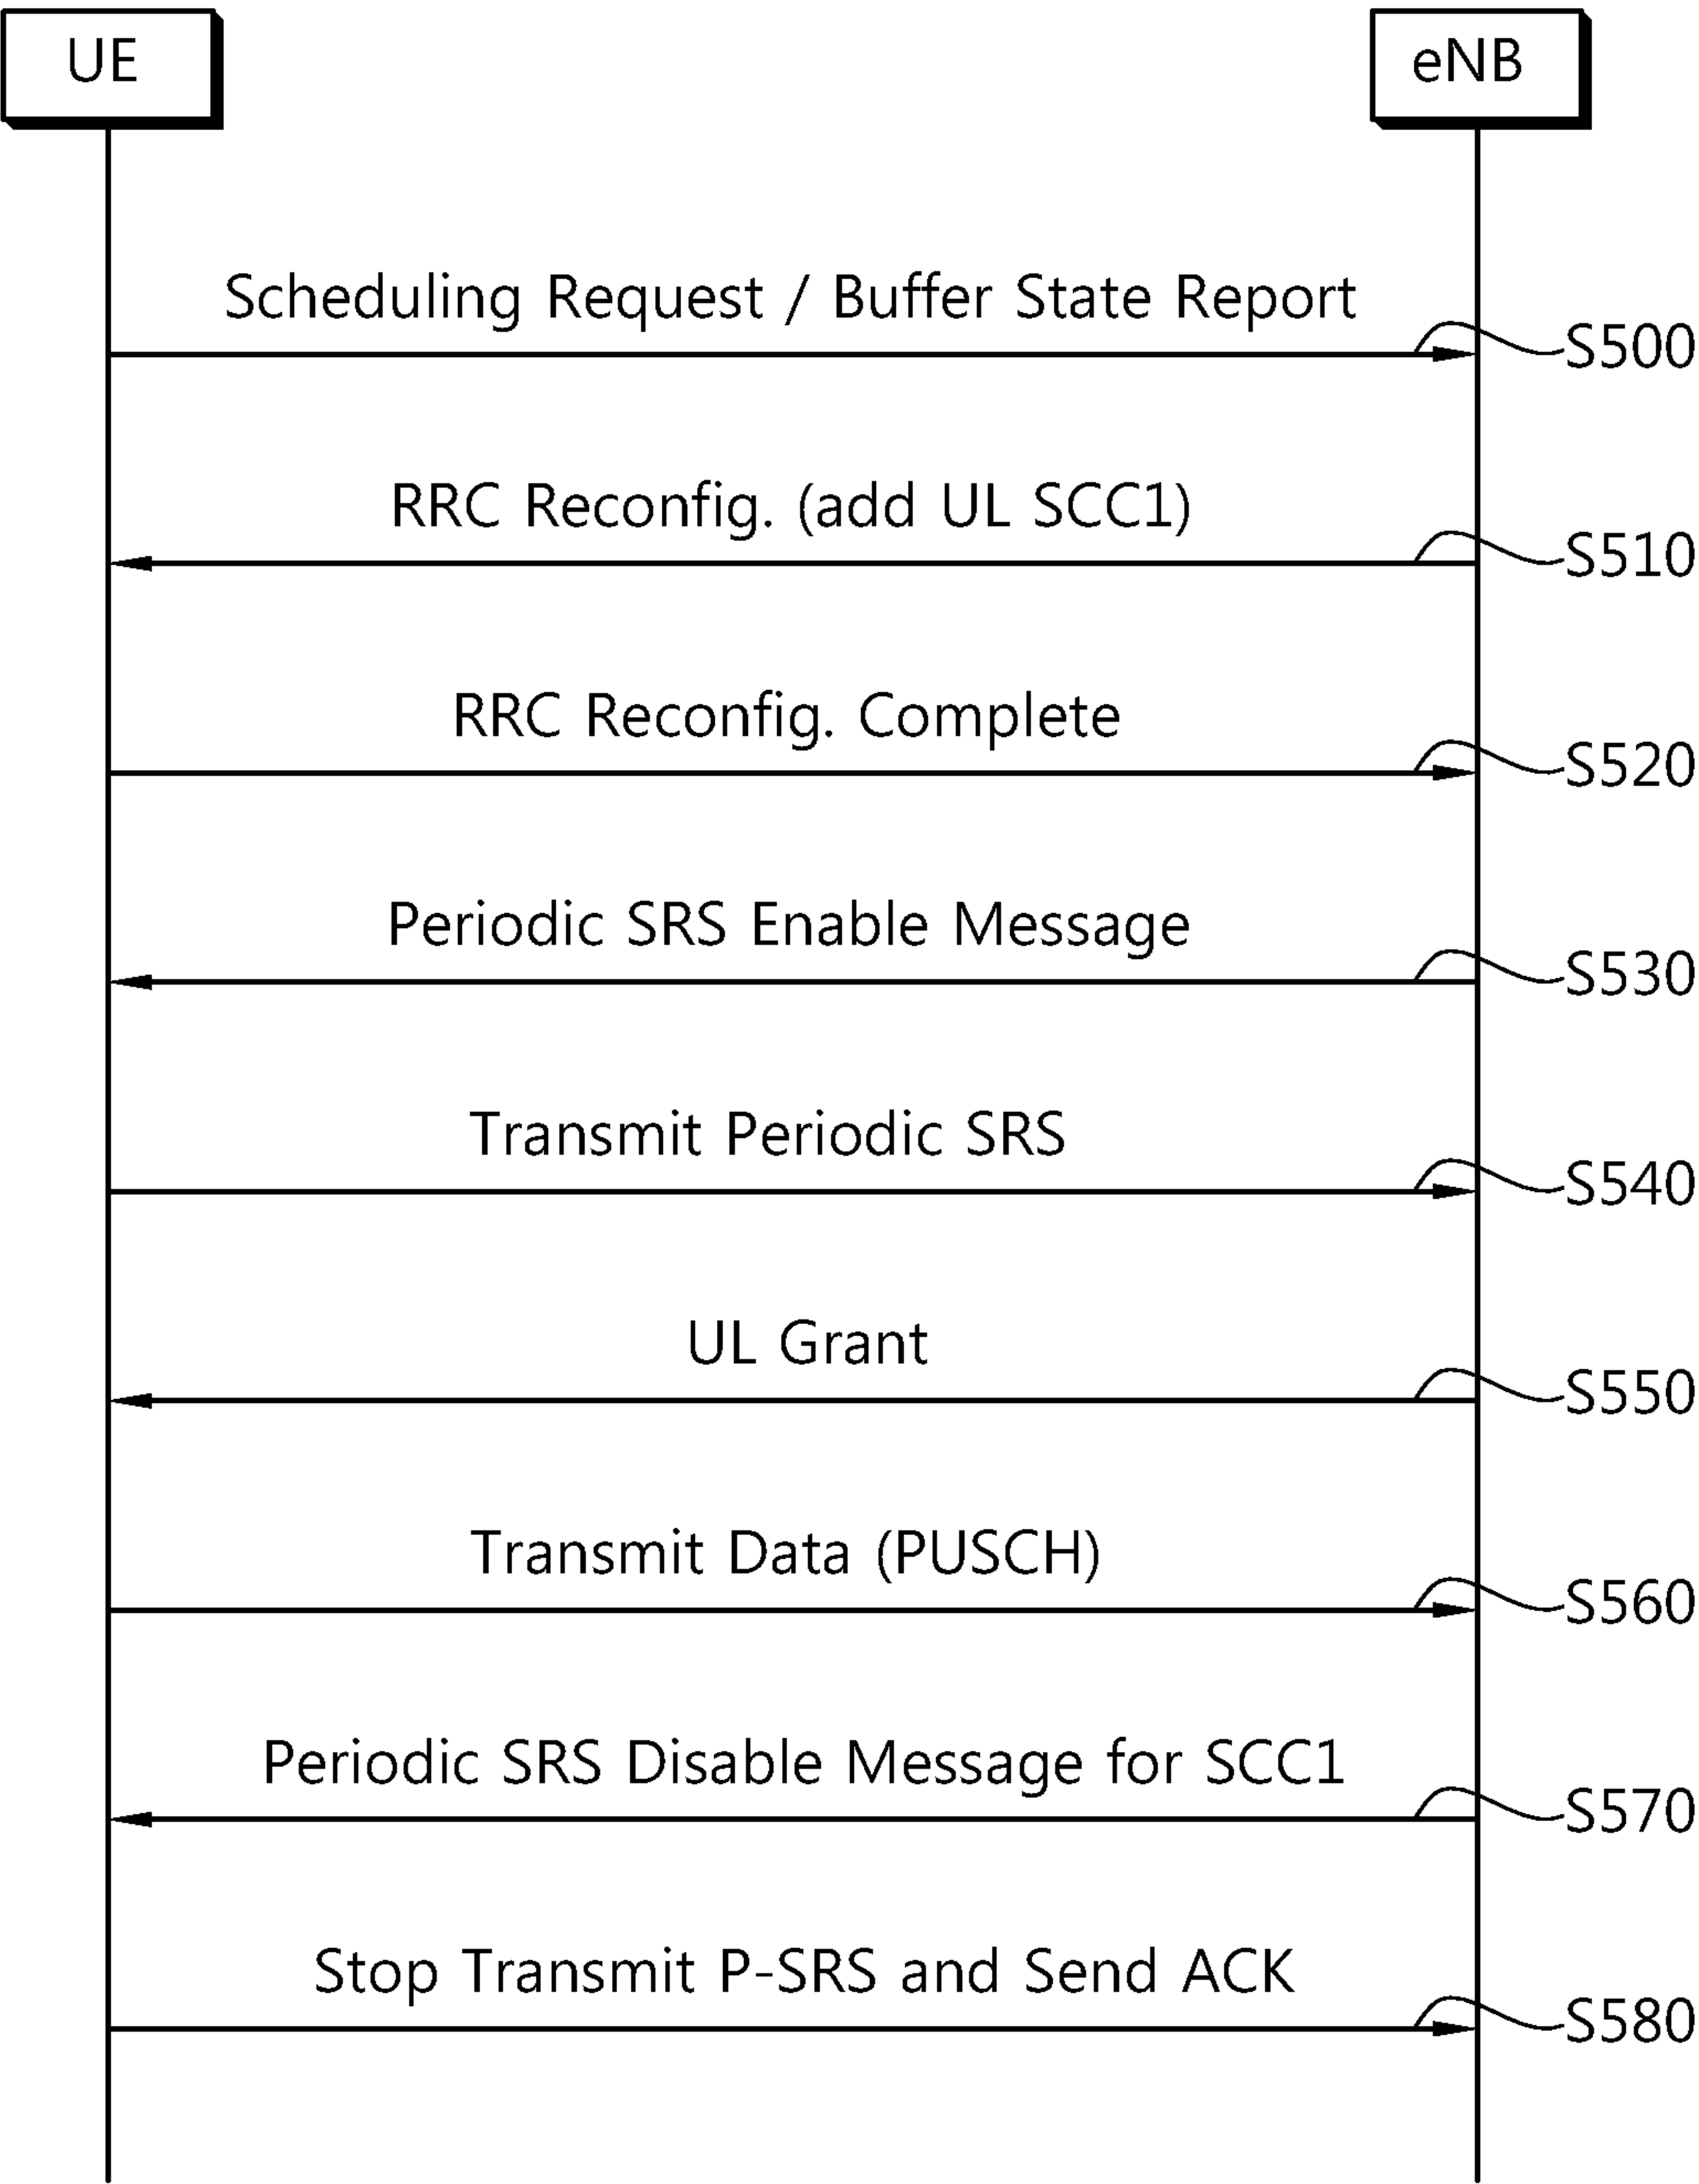 UE
eNB
Scheduling Request / Buffer State Report
S500
RRC Reconfig. (add UL SCC1)
S510
RRC Reconfig. Complete
S520
Periodic SRS Enable Message
S530
Transmit Periodic SRS
S540
UL Grant
S550
Transmit Data (PUSCH)
S560
Periodic SRS Disable Message for SCC1
S570
Stop Transmit P-SRS and Send ACK
S580